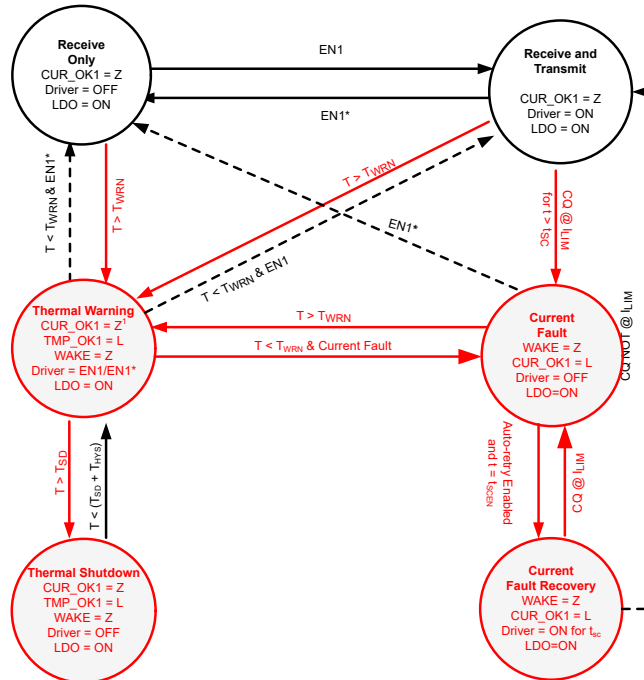 Receive
Only
CUR_OK1 = Z
Driver = OFF
LDO = ON
EN1
EN1*
Receive and
Transmit
CUR_OK1 = Z
Driver = ON
LDO = ON
T < TWRN & EN1*
T > TWRN
T > TWRN
T < TWRN & EN1
EN1*
CQ @ ILIM
for t > tSC
CQ NOT @ ILIM
Thermal Warning
CUR_OK1 = Z¹
TMP_OK1 = L
WAKE = Z
Driver = EN1/EN1*
LDO = ON
T > TWRN
T < TWRN & Current Fault
Current
Fault
WAKE = Z
CUR_OK1 = L
Driver = OFF
LDO=ON
T > TSD
T < (TSD + THYS)
Auto-retry Enabled
and t = tSCEN
CQ @ ILIM
Thermal Shutdown
CUR_OK1 = Z
TMP_OK1 = L
WAKE = Z
Driver = OFF
LDO = ON
Current
Fault Recovery
WAKE = Z
CUR_OK1 = L
Driver = ON for tsc
LDO=ON